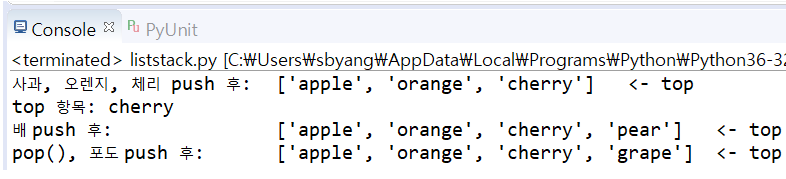 Console PyUnit
<terminated> liststack.py [C:₩Users₩sbyang₩AppData₩Local₩Programs₩Python₩Python36-32
사과, 오렌지, 체리 push 후: ['apple', 'orange', 'cherry'] <- top
top 항목: cherry
배 push 후: ['apple', 'orange', 'cherry', 'pear'] <- top
pop(), 포도 push 후: ['apple', 'orange', 'cherry', 'grape'] <- top